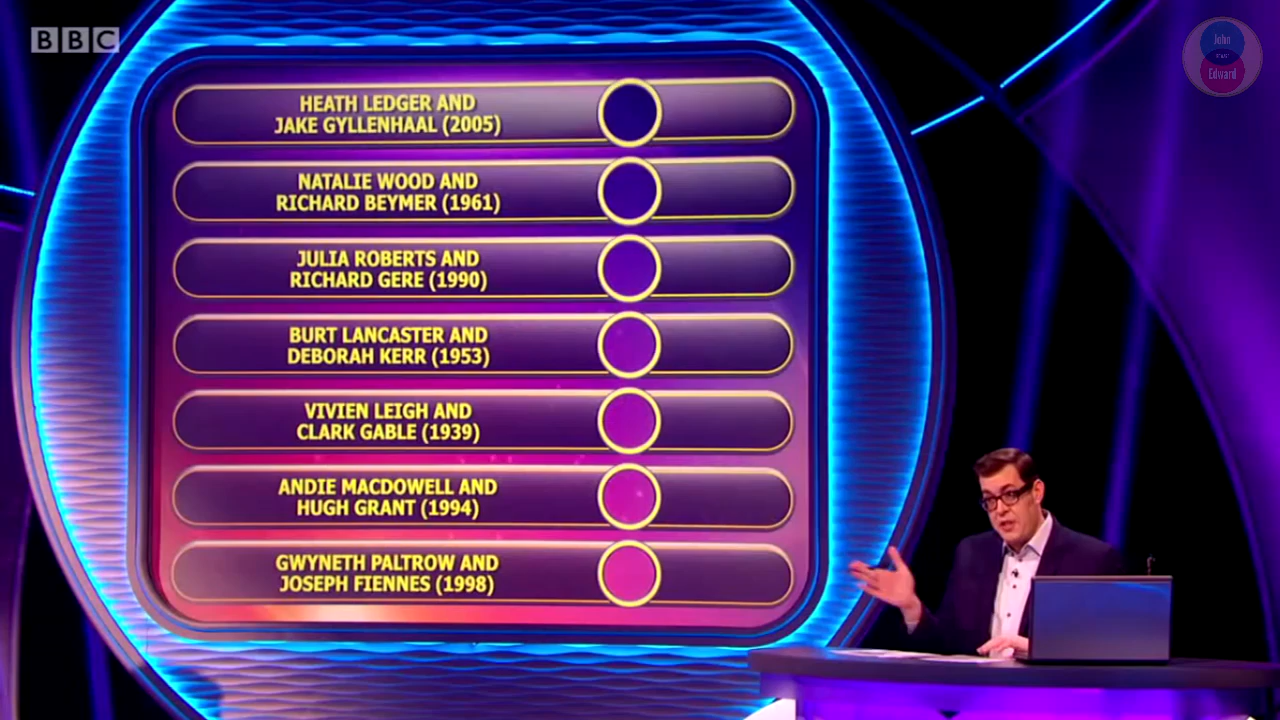 BBC
John
Edward
HEATH LEDGER AND
JAKE GYLLENHAAL (2005)
NATALIE WOOD AND
RICHARD BEYMER (1961)
JULIA ROBERTS AND
RICHARD GERE (1990)
BURT LANCASTER AND
DEBORAH KERR (1953)
VIVIEN LEIGH AND
CLARK GABLE (1939)
ANDIE MACDOWELL AND
HUGH GRANT (1994)
GWYNETH PALTROW AND
JOSEPH FIENNES (1998)